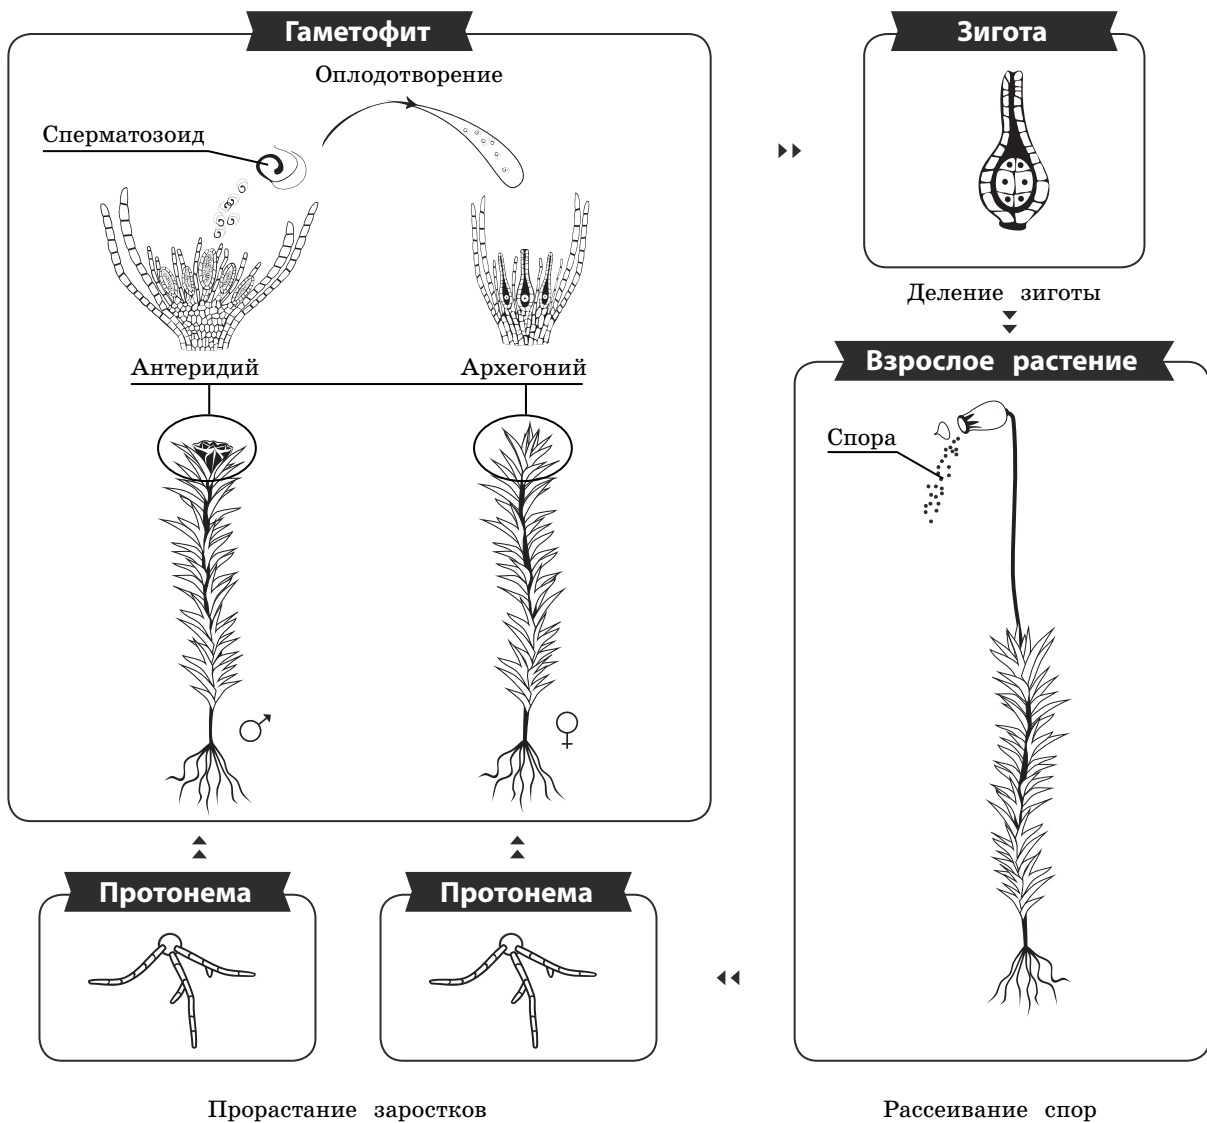 Гаметофит
Оплодотворение
Сперматозоид
Антеридий
Архегоний
Зигота
Деление зиготы
Взрослое растение
Спора
Протонема
Протонема
Прорастание заростков
Рассеивание спор